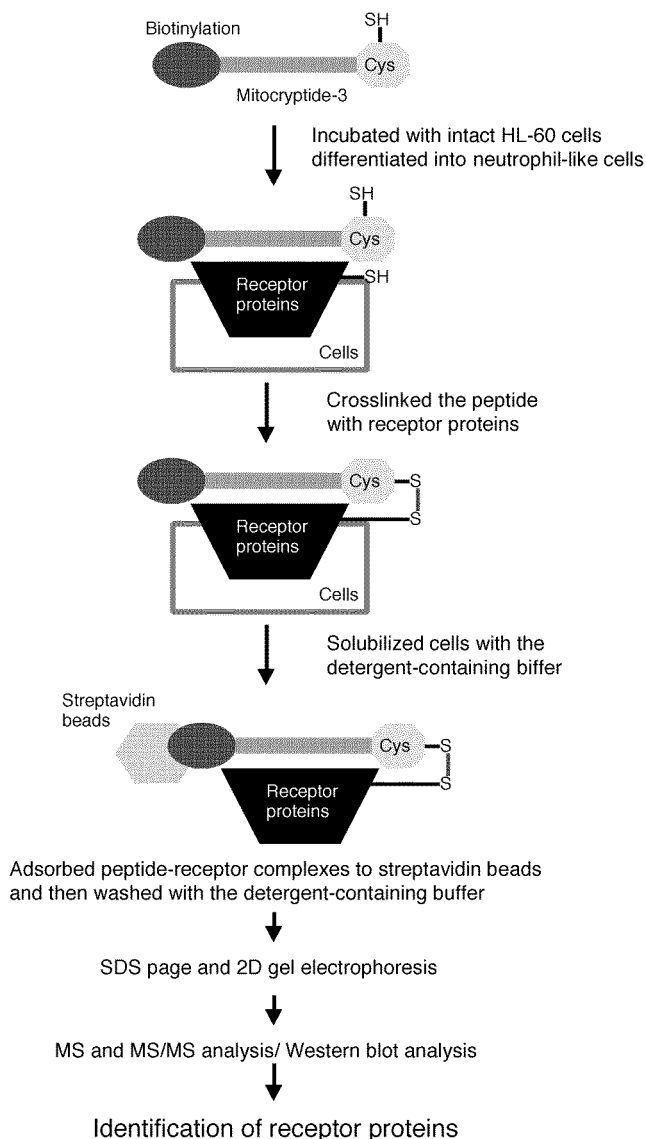 Biotinylation
SH
Cys
Mitocryptide-3
Incubated with intact HL-60 cells
differentiated into neutrophil-like cells
SH
Cys
SH
Receptor
proteins
Cells
Crosslinked the peptide
with receptor proteins
Cys
S
S
Receptor
proteins
Cells
Solubilized cells with the
detergent-containing biffer
Streptavidin
beads
Cys
S
S
Receptor
proteins
Adsorbed peptide-receptor complexes to streptavidin beads
and then washed with the detergent-containing buffer
SDS page and 2D gel electrophoresis
MS and MS/MS analysis/ Western blot analysis
Identification of receptor proteins